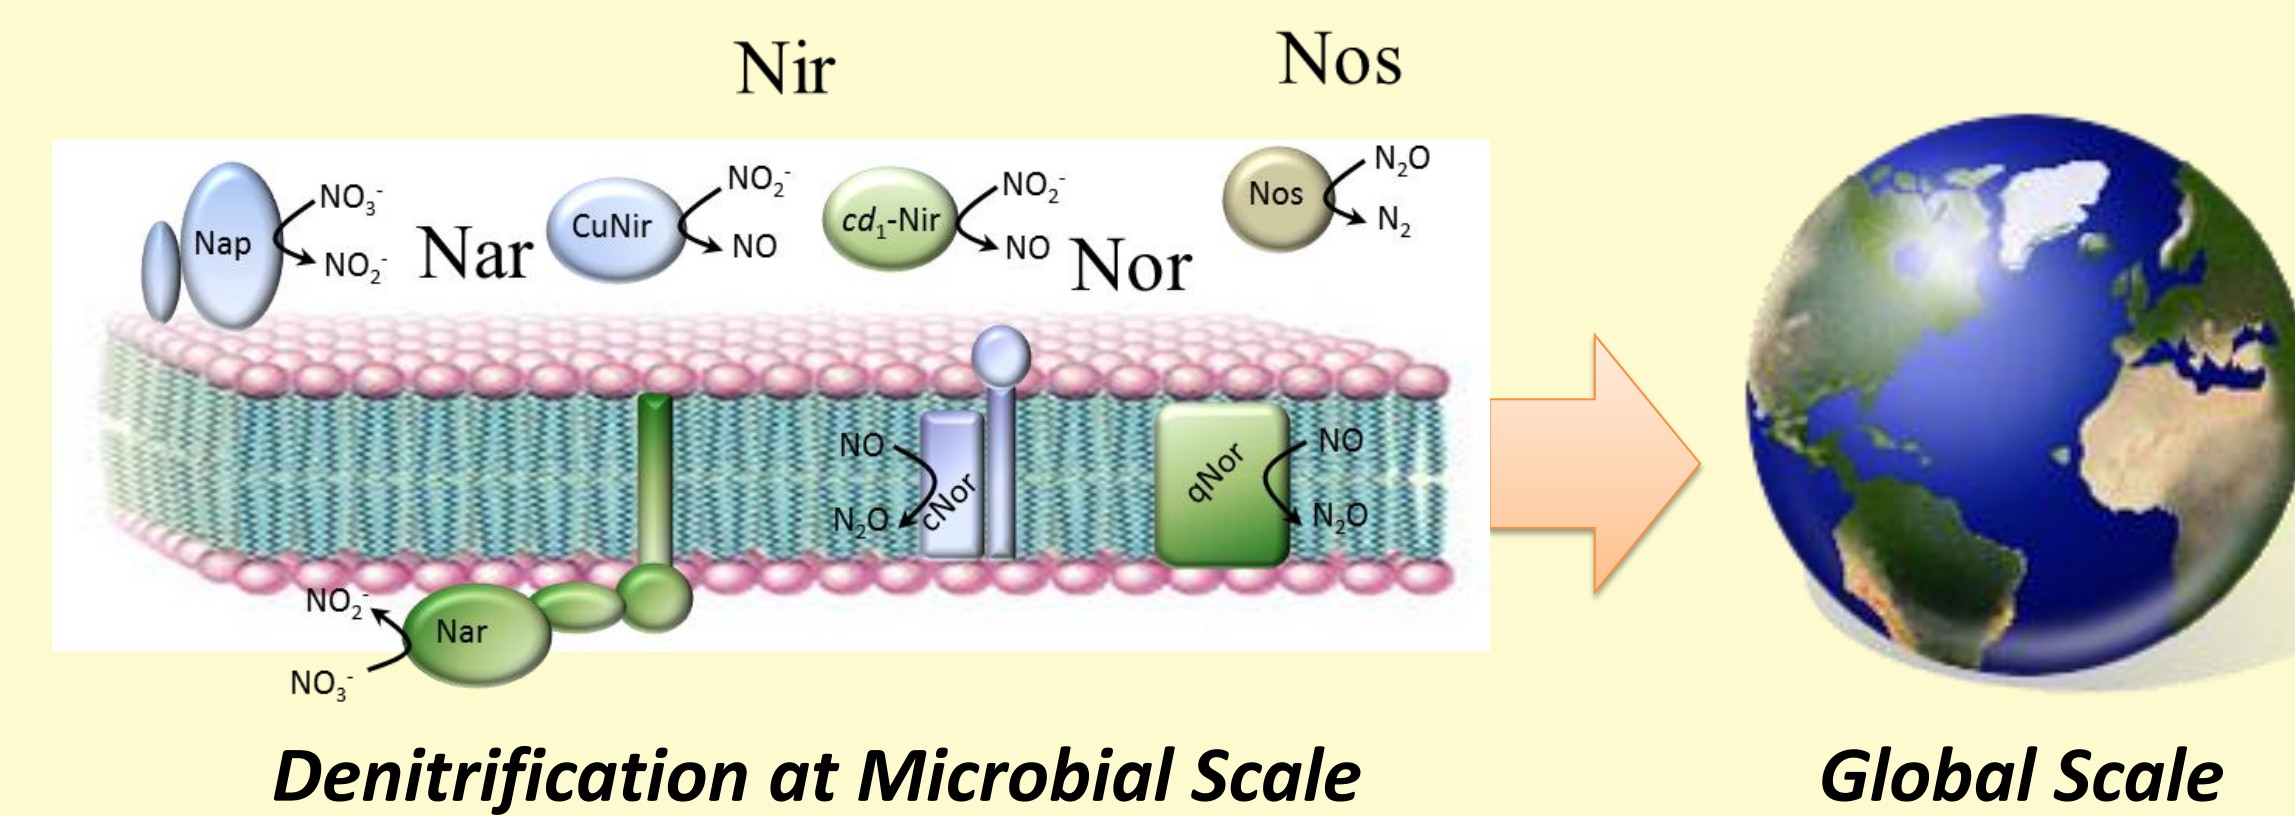 Nir
Nos
Nap
NO₃⁻
NO₂⁻
Nar
CuNir
NO₂⁻
NO
cd₁-Nir
NO₂⁻
NO
Nor
Nos
N₂O
N₂
NO
N₂O
cNor
qNor
NO
N₂O
NO₂⁻
Nar
NO₃⁻
Denitrification at Microbial Scale
Global Scale